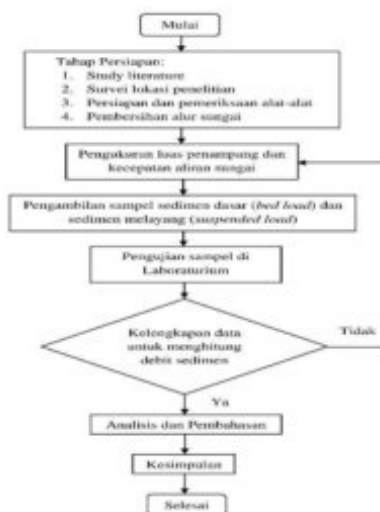 Mulai
Tahap Persiapan:
1. Study literature
2. Survei lokasi penelitian
3. Persiapan dan pemeriksaan alat-alat
4. Pembersihan alur sungai
Pengukuran luas penampang dan
kecepatan aliran sungai
Pengambilan sampel sedimen dasar (bed load) dan
sedimen melayang (suspended load)
Pengujian sampel di
Laboraturium
Kelengkapan data
untuk menghitung
debit sedimen
Tidak
Ya
Analisis dan Pembahasan
Kesimpulan
Selesai